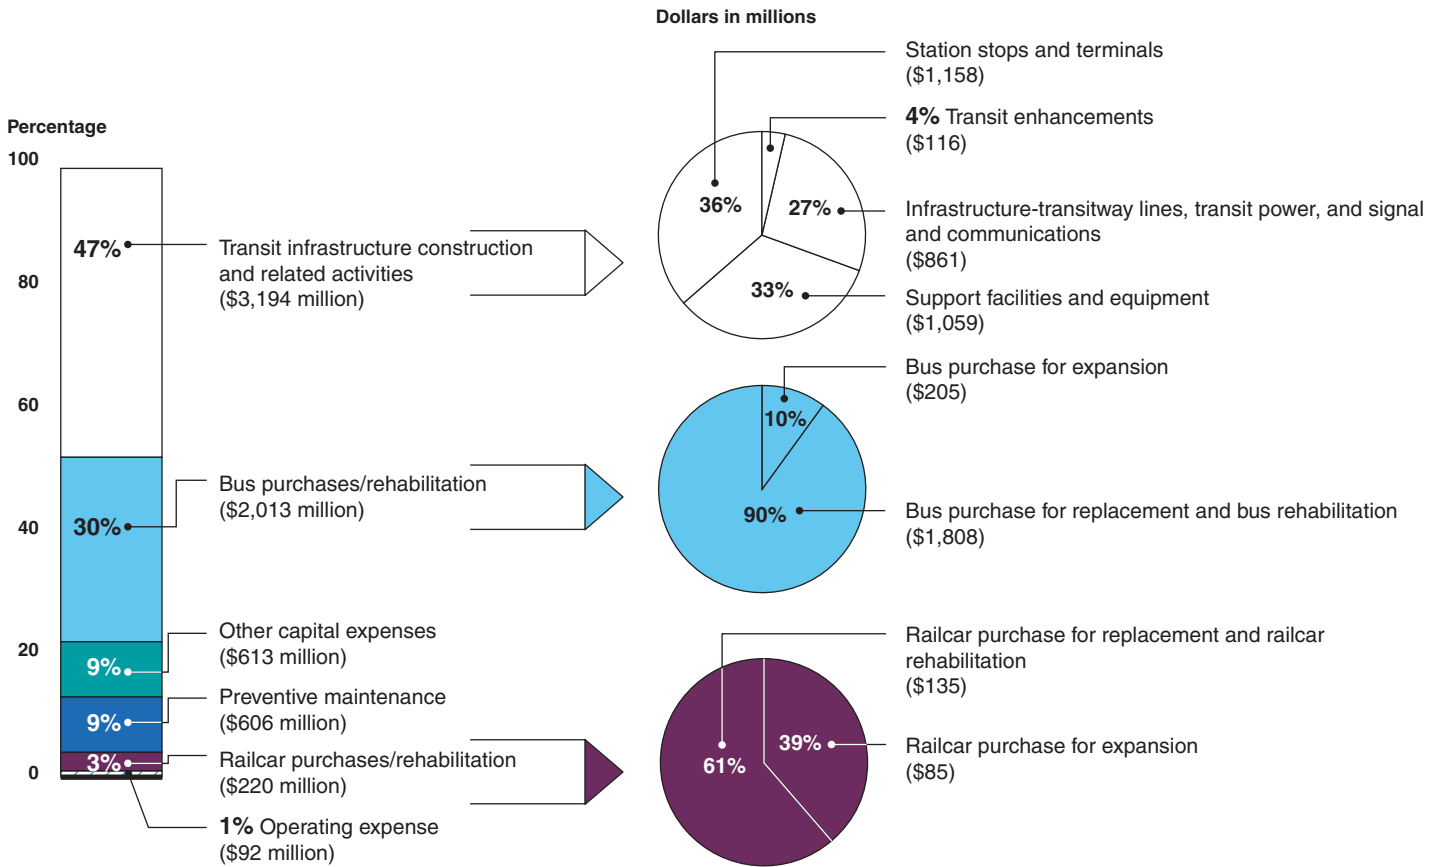 Dollars in millions
Percentage
100
80
60
40
20
0
47%
Transit infrastructure construction
and related activities
($3,194 million)
30%
Bus purchases/rehabilitation
($2,013 million)
9%
Other capital expenses
($613 million)
9%
Preventive maintenance
($606 million)
3%
Railcar purchases/rehabilitation
($220 million)
1% Operating expense
($92 million)
Station stops and terminals
($1,158)
36%
4% Transit enhancements
($116)
27%
Infrastructure-transitway lines, transit power, and signal
and communications
($861)
33%
Support facilities and equipment
($1,059)
Bus purchase for expansion
($205)
10%
90%
Bus purchase for replacement and bus rehabilitation
($1,808)
Railcar purchase for replacement and railcar
rehabilitation
($135)
61%
39%
Railcar purchase for expansion
($85)